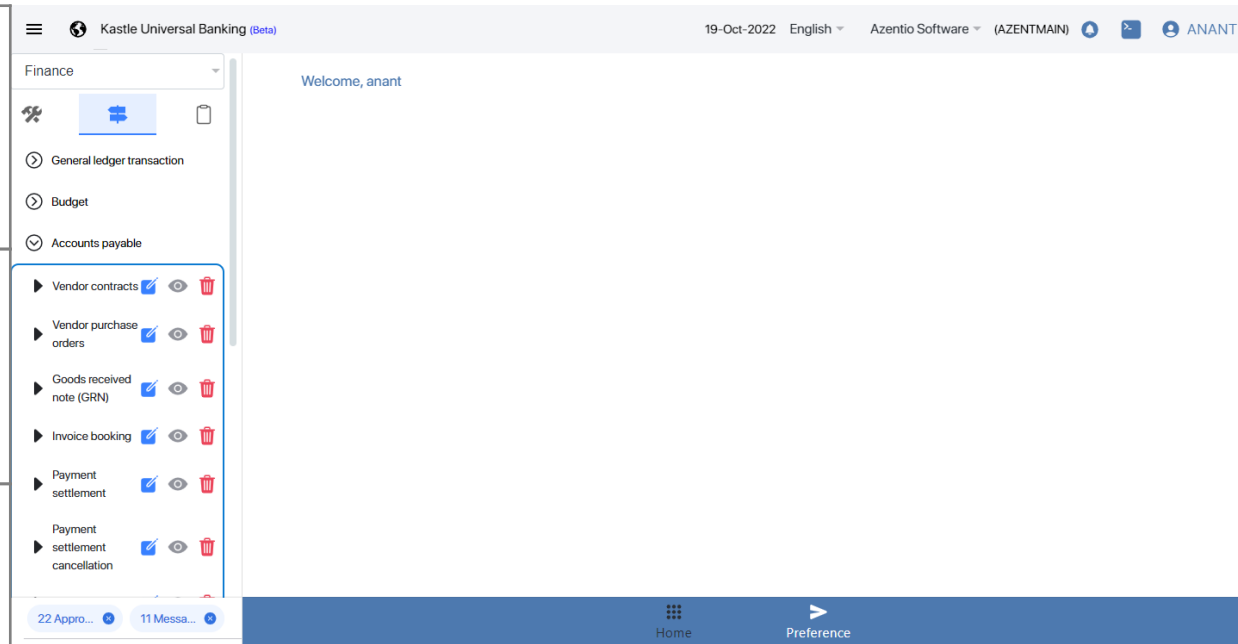 Kastle Universal Banking (Beta)
19-Oct-2022 English Azentio Software (AZENTMAIN) ANANT
Finance
Welcome, anant
General ledger transaction
Budget
Accounts payable
Vendor contracts
Vendor purchase
orders
Goods received
note (GRN)
Invoice booking
Payment
settlement
Payment
settlement
cancellation
22 Appro... 11 Messa...
Home
Preference